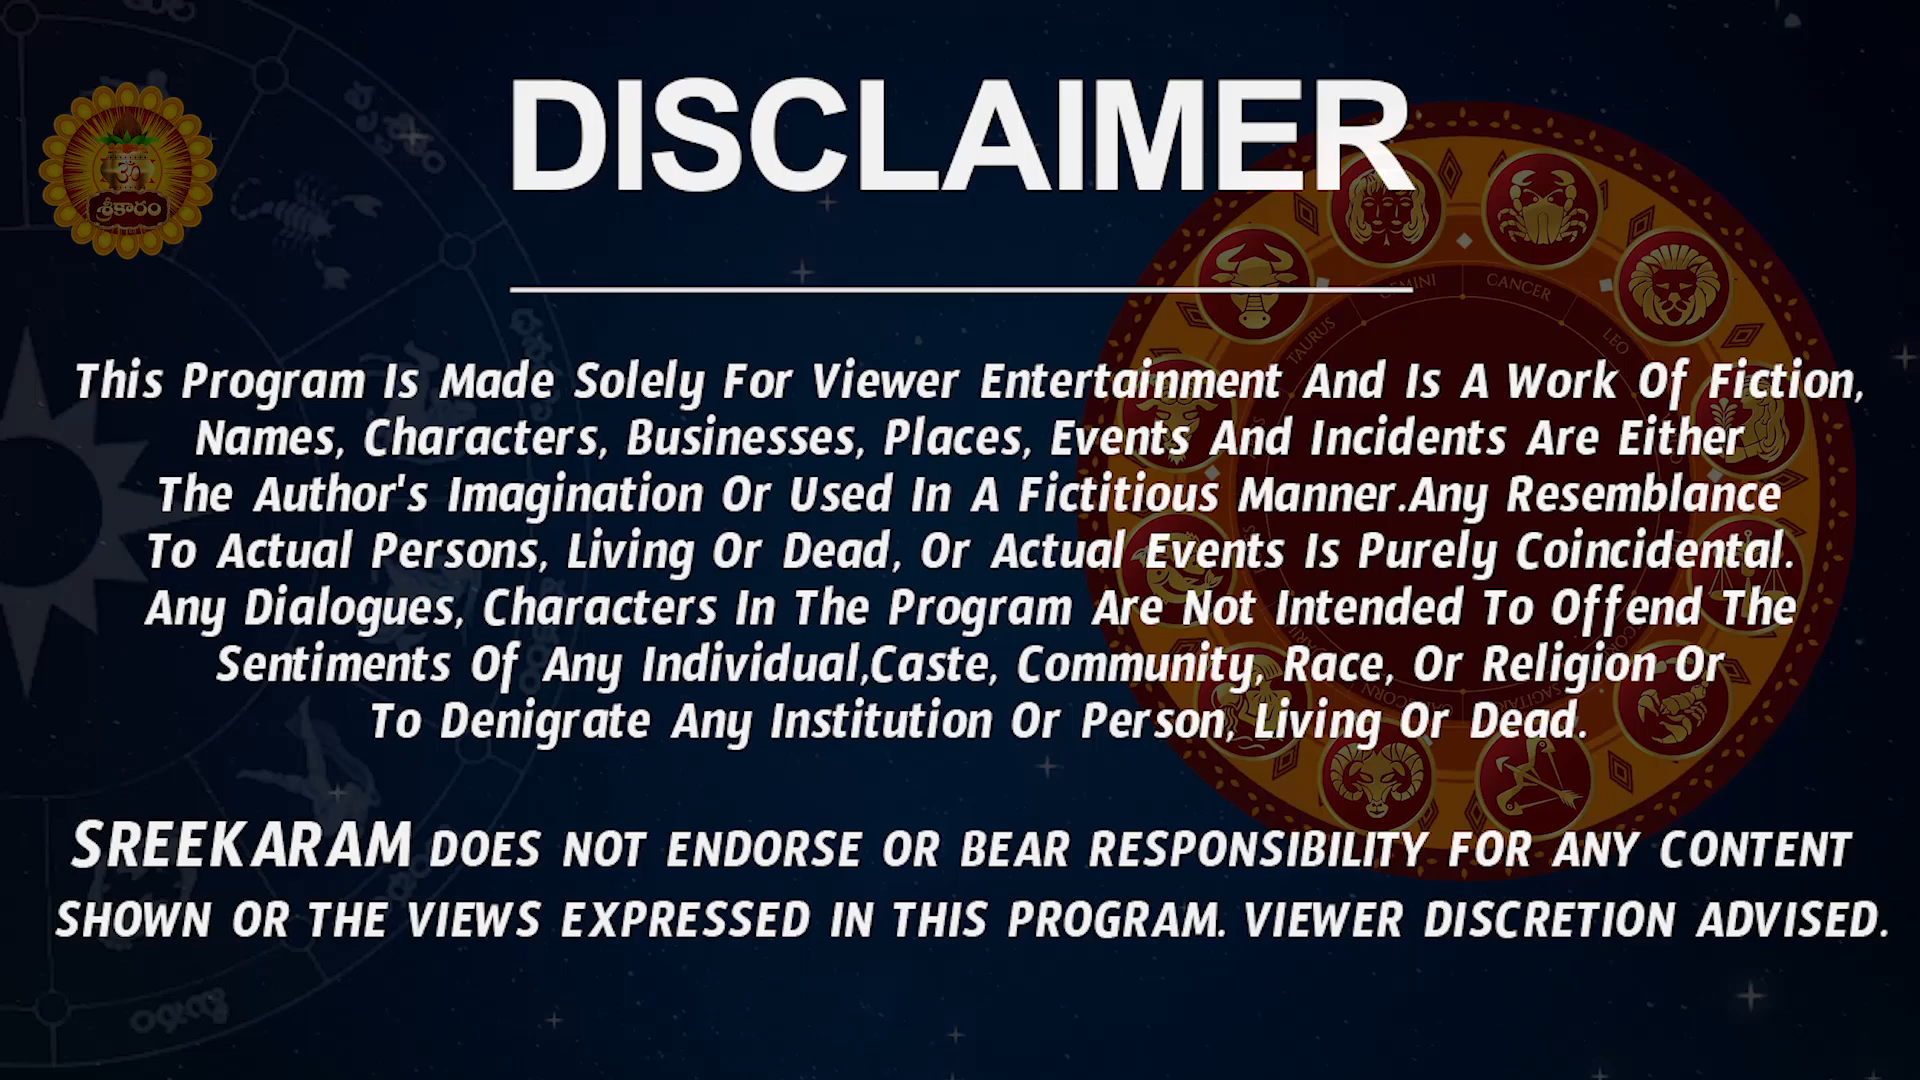 DISCLAIMER
ॐ
శ్రీకారం
GEMINI
CANCER
TAURUS
LEO
This Program Is Made Solely For Viewer Entertainment And Is A Work Of Fiction,
Names, Characters, Businesses, Places, Events And Incidents Are Either
The Author's Imagination Or Used In A Fictitious Manner.Any Resemblance
To Actual Persons, Living Or Dead, Or Actual Events Is Purely Coincidental.
Any Dialogues, Characters In The Program Are Not Intended To Offend The
Sentiments Of Any Individual,Caste, Community, Race, Or Religion Or
To Denigrate Any Institution Or Person, Living Or Dead.
SREEKARAM DOES NOT ENDORSE OR BEAR RESPONSIBILITY FOR ANY CONTENT
SHOWN OR THE VIEWS EXPRESSED IN THIS PROGRAM. VIEWER DISCRETION ADVISED.